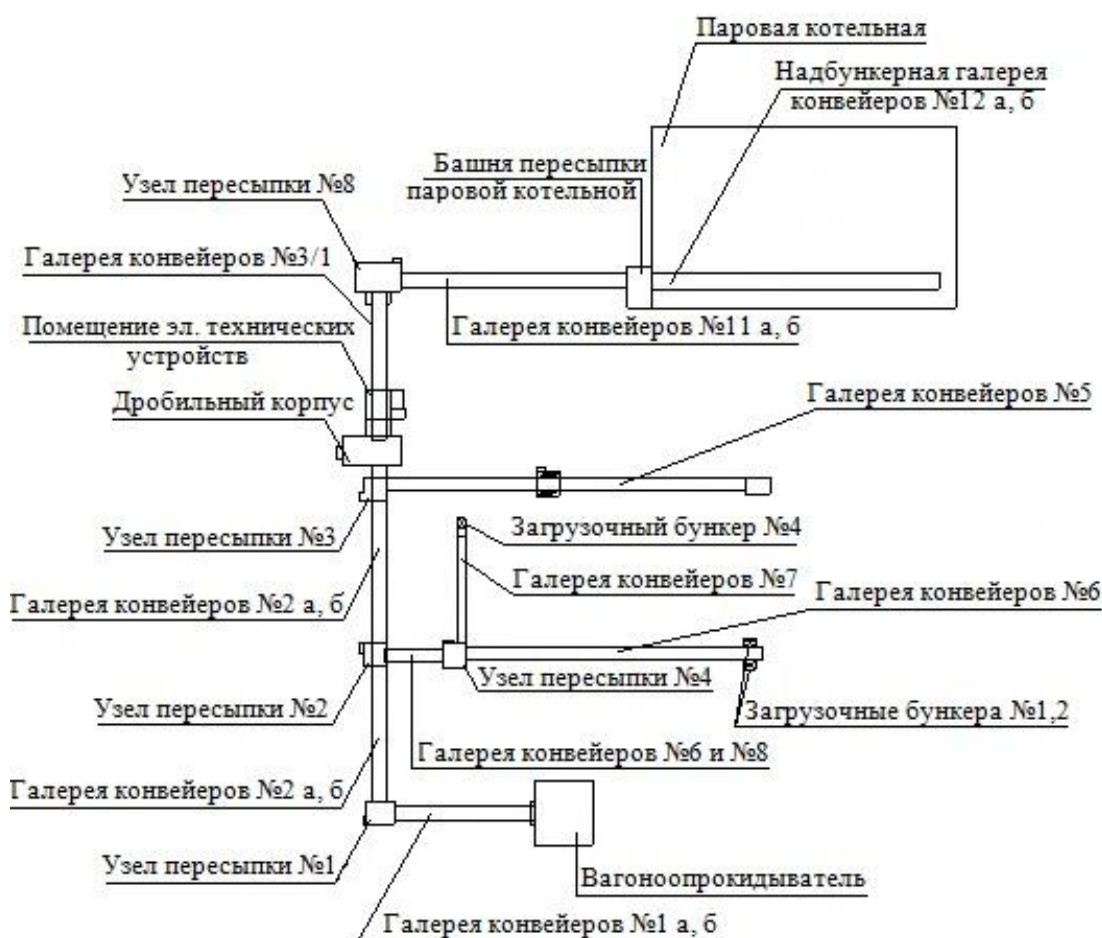 Паровая котельная
Надбункерная галерея
конвейеров №12 а, б
Башня пересыпки
паровой котельной
Узел пересыпки №8
Галерея конвейеров №3/1
Галерея конвейеров №11 а, б
Помещение эл. технических
устройств
Дробильный корпус
Галерея конвейеров №5
Узел пересыпки №3
Загрузочный бункер №4
Галерея конвейеров №7
Галерея конвейеров №2 а, б
Галерея конвейеров №6
Узел пересыпки №4
Узел пересыпки №2
Загрузочные бункера №1,2
Галерея конвейеров №6 и №8
Галерея конвейеров №2 а, б
Узел пересыпки №1
Вагоноопрокидыватель
Галерея конвейеров №1 а, б